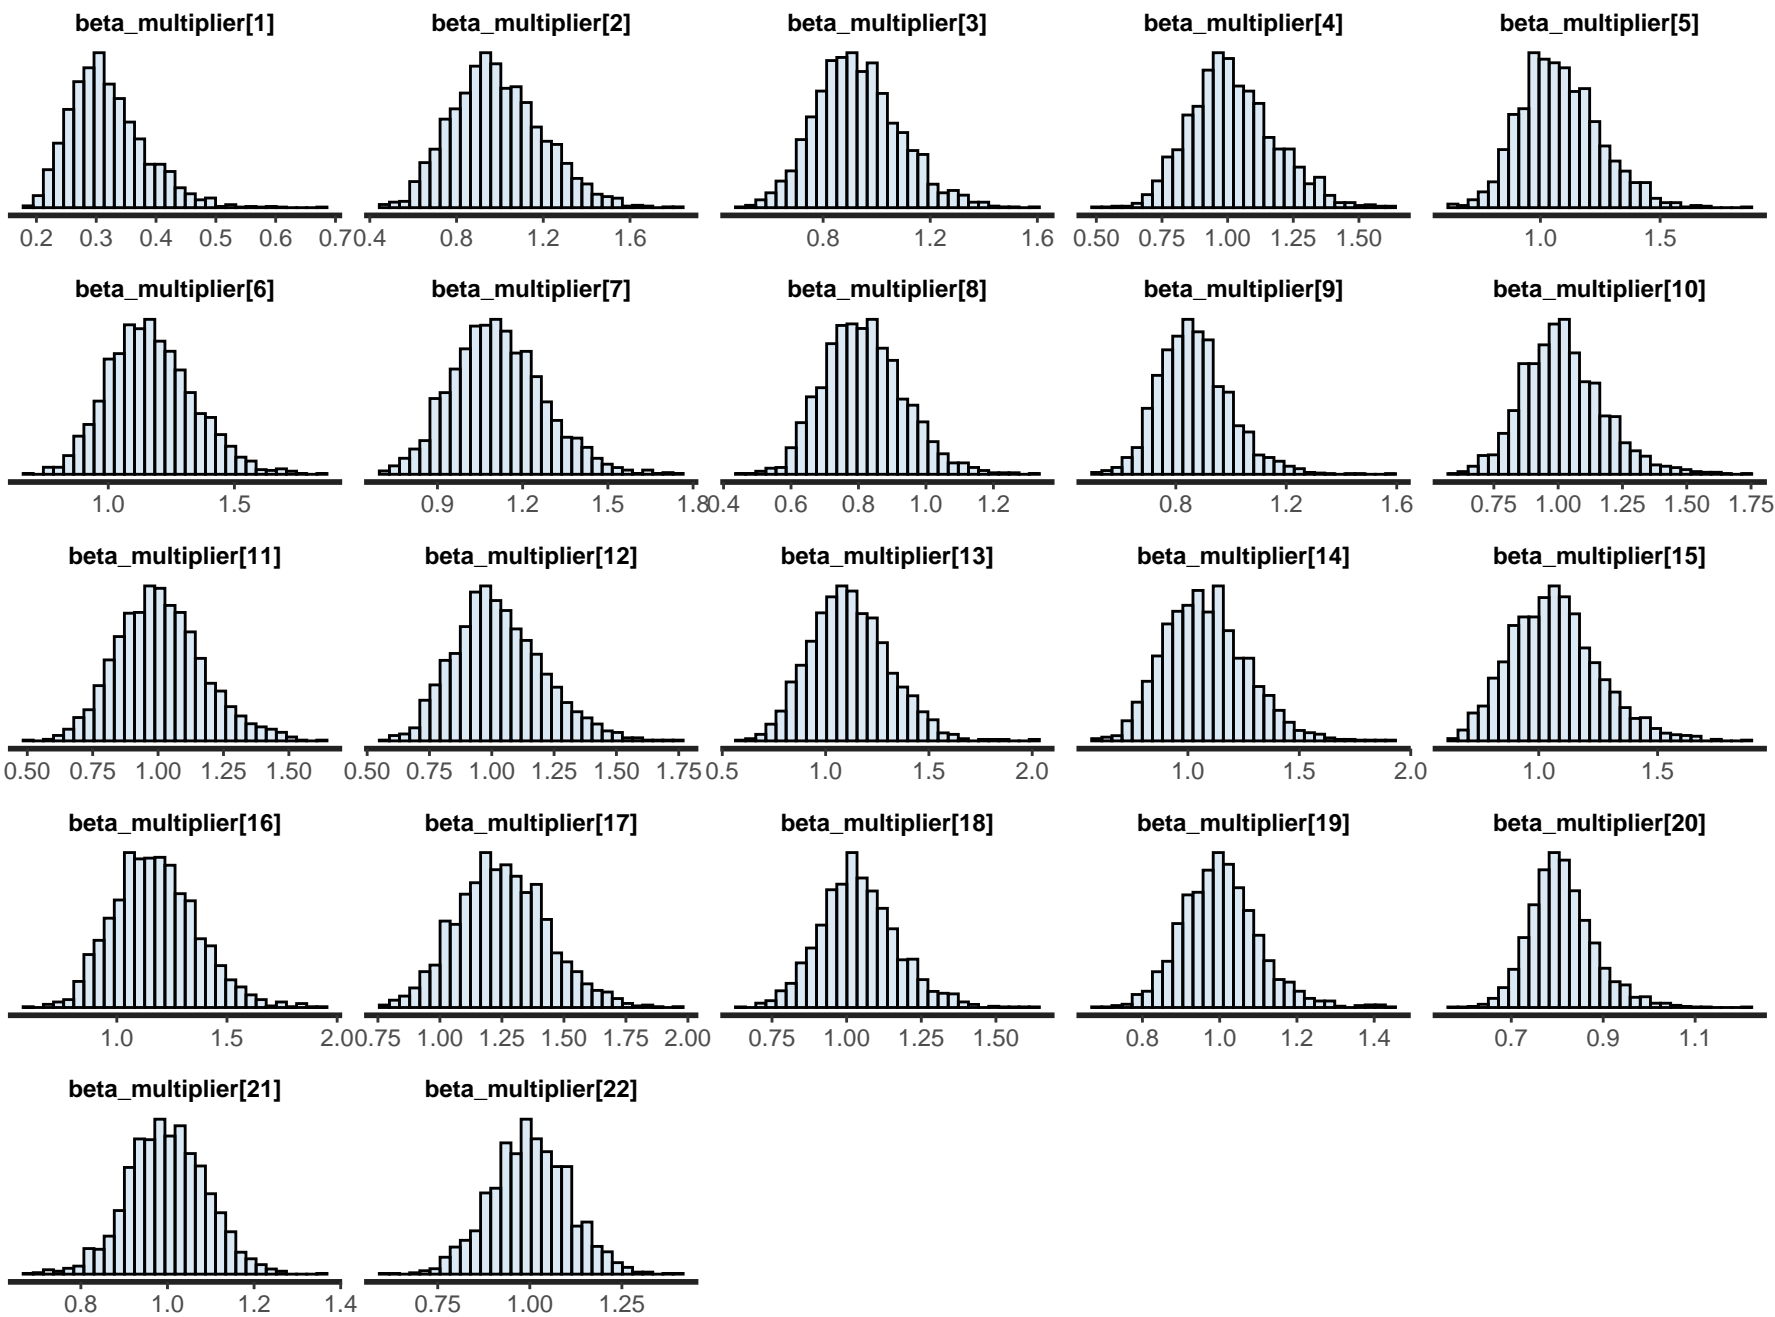 beta_multiplier[1] beta_multiplier[2] beta_multiplier[3] beta_multiplier[4] beta_multiplier[5]
0.2 0.3 0.4 0.5 0.6 0.7 0.4 0.8 1.2 1.6 0.8 1.2 1.6 0.50 0.75 1.00 1.25 1.50 1.0 1.5
beta_multiplier[6] beta_multiplier[7] beta_multiplier[8] beta_multiplier[9] beta_multiplier[10]
1.0 1.5 0.9 1.2 1.5 1.8 0.4 0.6 0.8 1.0 1.2 0.8 1.2 1.6 0.75 1.00 1.25 1.50 1.75
beta_multiplier[11] beta_multiplier[12] beta_multiplier[13] beta_multiplier[14] beta_multiplier[15]
0.50 0.75 1.00 1.25 1.50 0.50 0.75 1.00 1.25 1.50 1.75 0.5 1.0 1.5 2.0 1.0 1.5 2.0 1.0 1.5
beta_multiplier[16] beta_multiplier[17] beta_multiplier[18] beta_multiplier[19] beta_multiplier[20]
1.0 1.5 2.0 0.75 1.00 1.25 1.50 1.75 2.00 0.75 1.00 1.25 1.50 0.8 1.0 1.2 1.4 0.7 0.9 1.1
beta_multiplier[21] beta_multiplier[22]
0.8 1.0 1.2 1.4 0.75 1.00 1.25